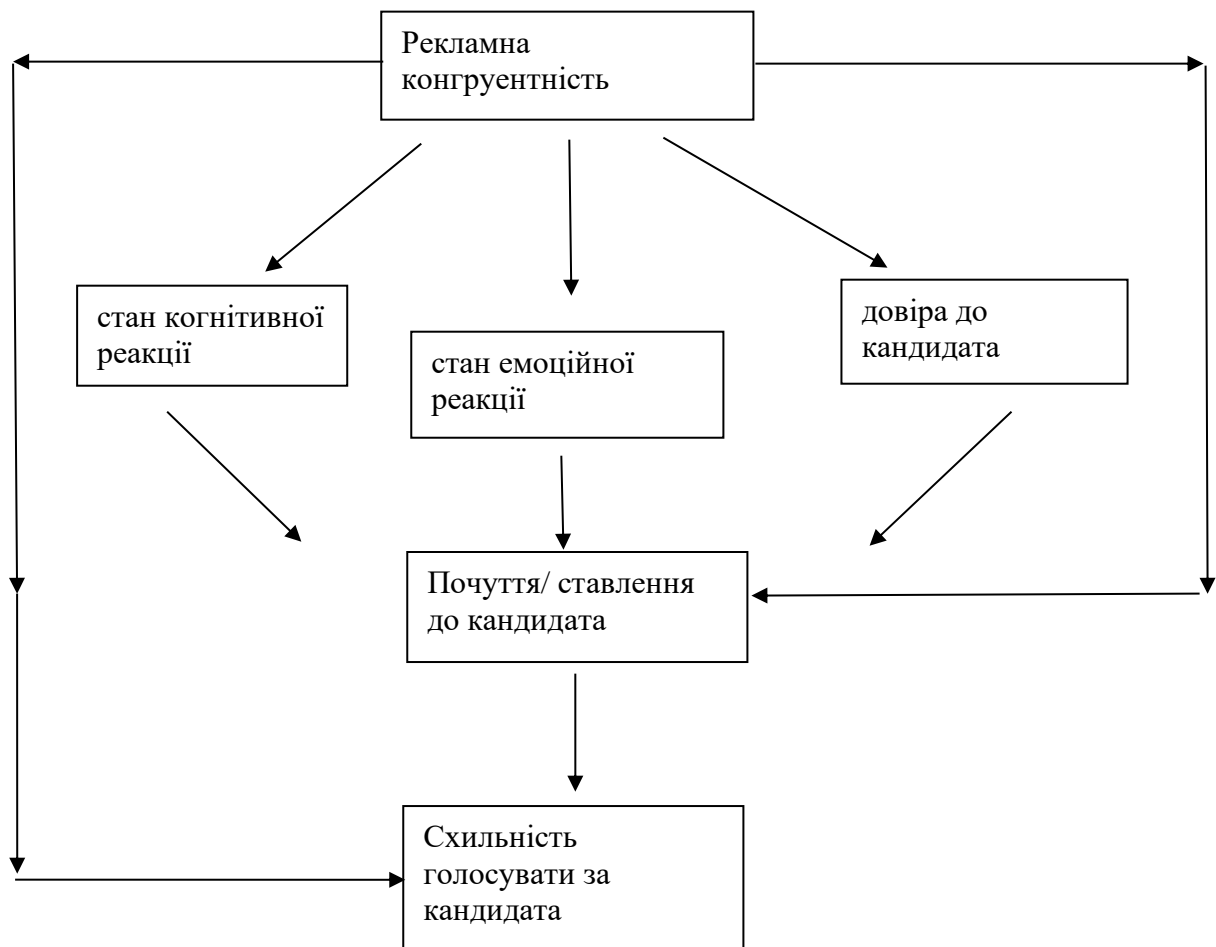 Рекламна
конгруентність
стан когнітивної
реакції
стан емоційної
реакції
довіра до
кандидата
Почуття/ ставлення
до кандидата
Схильність
голосувати за
кандидата